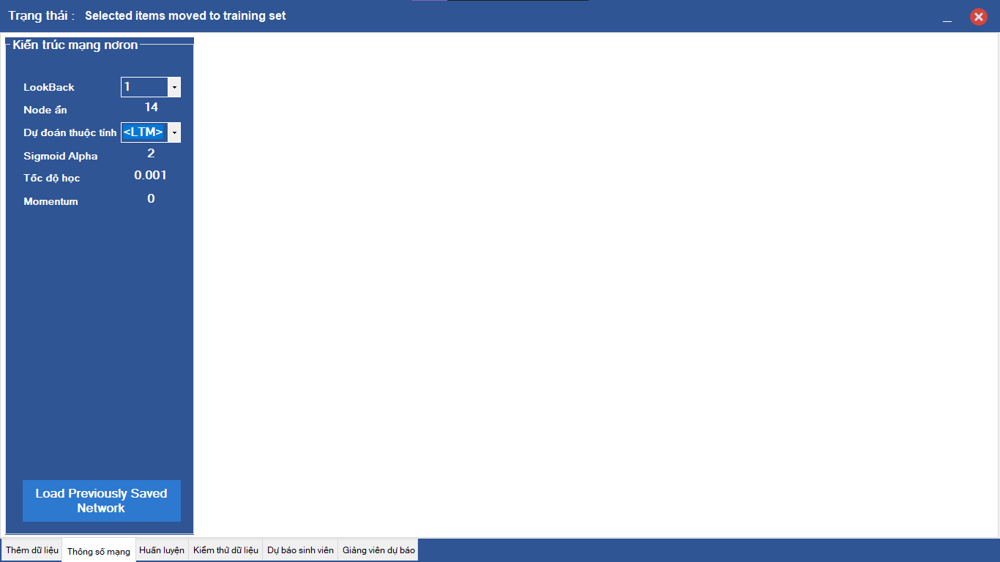 Trạng thái : Selected items moved to training set
Kiến trúc mạng nơron
LookBack 1
Node ẩn 14
Dự đoán thuộc tính <LTM>
Sigmoid Alpha 2
Tốc độ học 0.001
Momentum 0
Load Previously Saved
Network
Thêm dữ liệu Thông số mạng Huấn luyện Kiểm thử dữ liệu Dự báo sinh viên Giảng viên dự báo